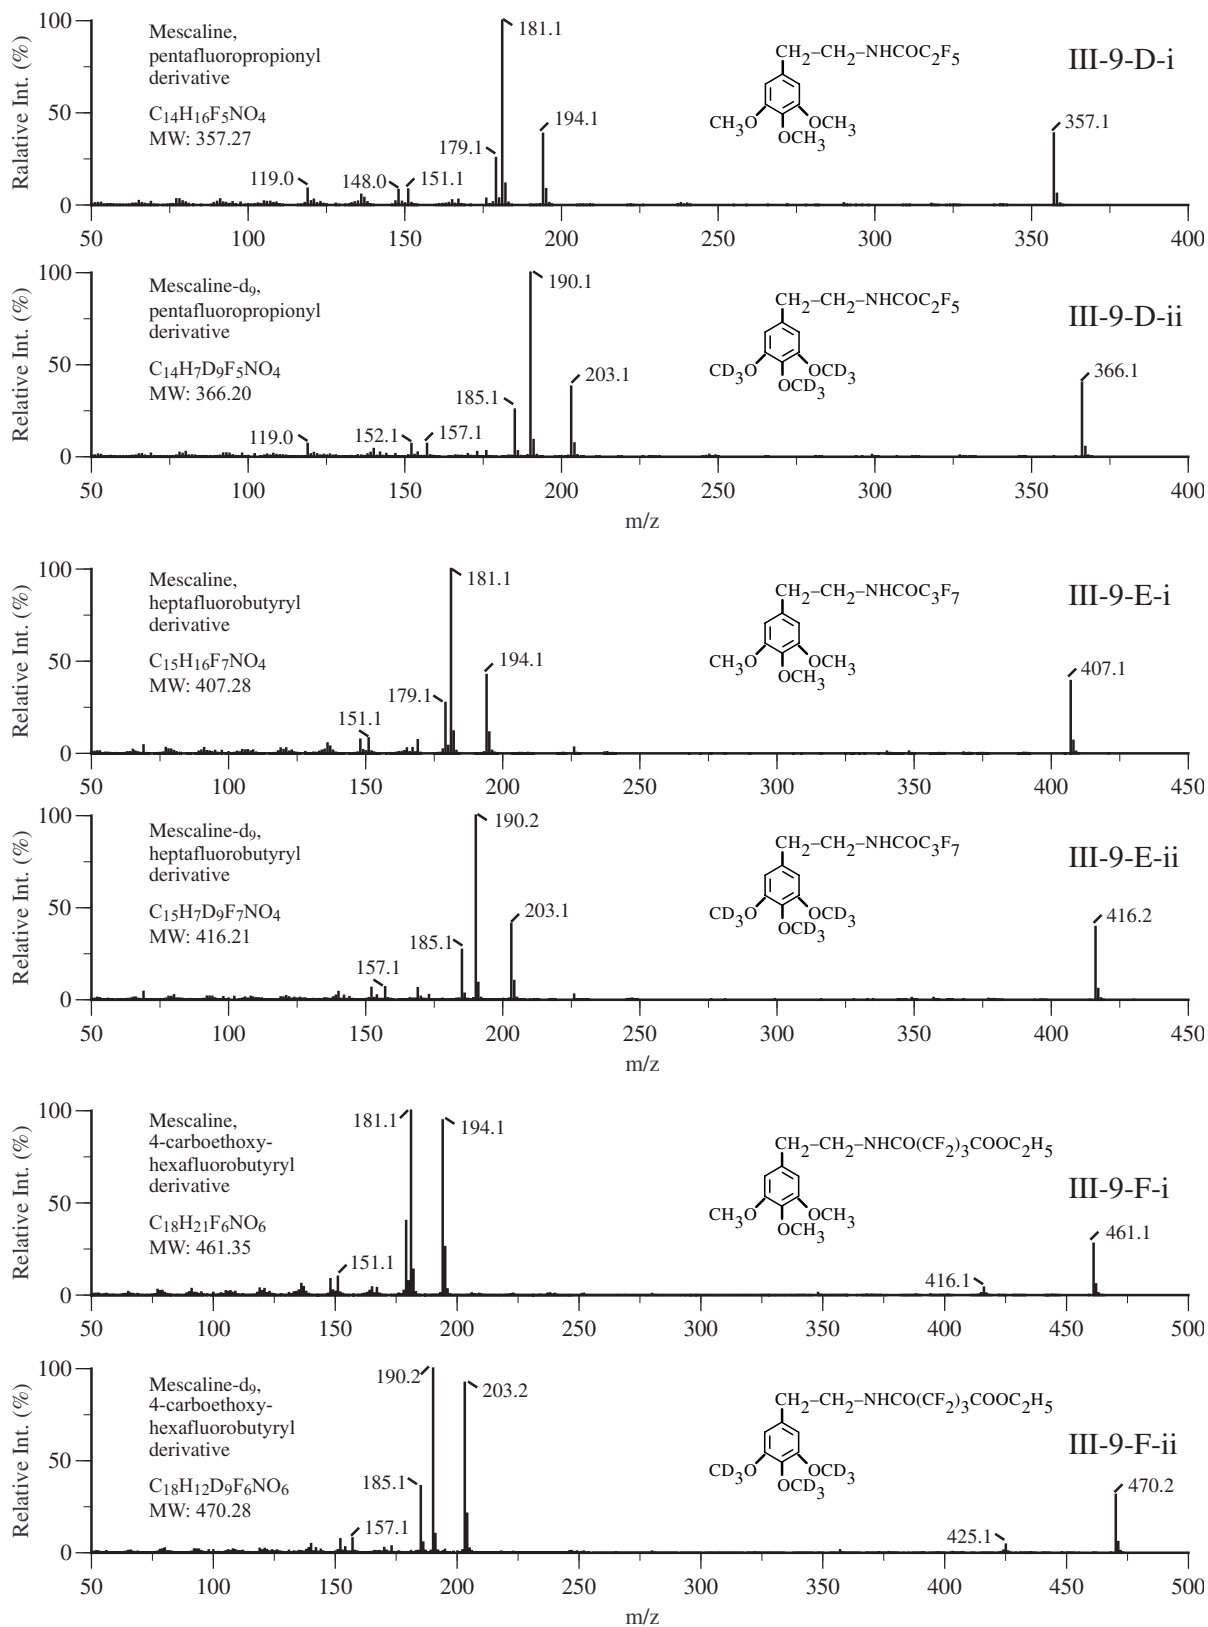 Ralative Int. (%)
100
50
0
Mescaline,
pentafluoropropionyl
derivative
C14H16F5NO4
MW: 357.27
119.0
148.0
151.1
179.1
181.1
194.1
357.1
CH2–CH2–NHCOC2F5
CH3O
OCH3
OCH3
III-9-D-i
50 100 150 200 250 300 350 400
Relative Int. (%)
100
50
0
Mescaline-d9,
pentafluoropropionyl
derivative
C14H7D9F5NO4
MW: 366.20
119.0
152.1
157.1
185.1
190.1
203.1
366.1
CH2–CH2–NHCOC2F5
CD3O
OCD3
OCD3
III-9-D-ii
50 100 150 200 250 300 350 400
m/z
Relative Int. (%)
100
50
0
Mescaline,
heptafluorobutyryl
derivative
C15H16F7NO4
MW: 407.28
151.1
179.1
181.1
194.1
407.1
CH2–CH2–NHCOC3F7
CH3O
OCH3
OCH3
III-9-E-i
50 100 150 200 250 300 350 400 450
Relative Int. (%)
100
50
0
Mescaline-d9,
heptafluorobutyryl
derivative
C15H7D9F7NO4
MW: 416.21
157.1
185.1
190.2
203.1
416.2
CH2–CH2–NHCOC3F7
CD3O
OCD3
OCD3
III-9-E-ii
50 100 150 200 250 300 350 400 450
m/z
Relative Int. (%)
100
50
0
Mescaline,
4-carboethoxy-
hexafluorobutyryl
derivative
C18H21F6NO6
MW: 461.35
151.1
181.1
194.1
416.1
461.1
CH2–CH2–NHCO(CF2)3COOC2H5
CH3O
OCH3
OCH3
III-9-F-i
50 100 150 200 250 300 350 400 450 500
Relative Int. (%)
100
50
0
Mescaline-d9,
4-carboethoxy-
hexafluorobutyryl
derivative
C18H12D9F6NO6
MW: 470.28
157.1
185.1
190.2
203.2
425.1
470.2
CH2–CH2–NHCO(CF2)3COOC2H5
CD3O
OCD3
OCD3
III-9-F-ii
50 100 150 200 250 300 350 400 450 500
m/z